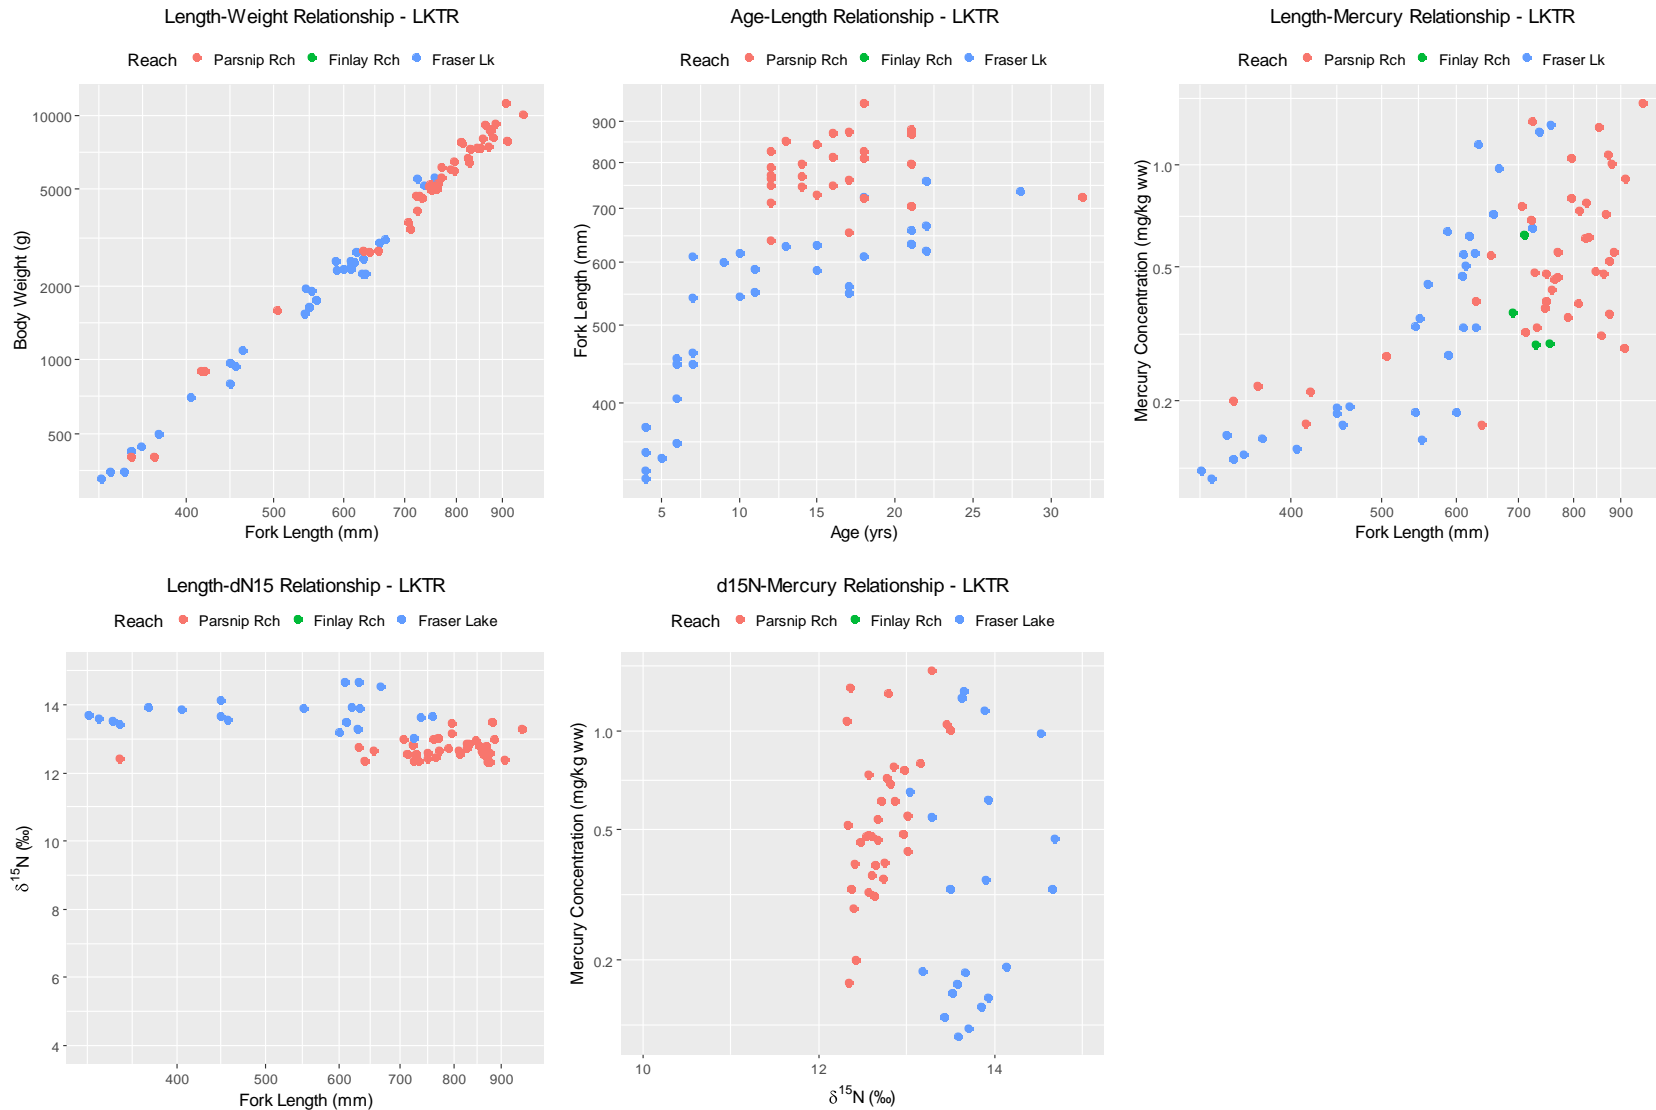 Length-Weight Relationship - LKTR
Reach Parsnip Rch Finlay Rch Fraser Lk
10000
5000
2000
1000
500
Body Weight (g)
400 500 600 700 800 900
Fork Length (mm)
Age-Length Relationship - LKTR
Reach Parsnip Rch Finlay Rch Fraser Lk
900
800
700
600
500
400
Fork Length (mm)
5 10 15 20 25 30
Age (yrs)
Length-Mercury Relationship - LKTR
Reach Parsnip Rch Finlay Rch Fraser Lk
1.0
0.5
0.2
Mercury Concentration (mg/kg ww)
400 500 600 700 800 900
Fork Length (mm)
Length-dN15 Relationship - LKTR
Reach Parsnip Rch Finlay Rch Fraser Lake
14
12
10
8
6
4
δ15N (‰)
400 500 600 700 800 900
Fork Length (mm)
d15N-Mercury Relationship - LKTR
Reach Parsnip Rch Finlay Rch Fraser Lake
1.0
0.5
0.2
Mercury Concentration (mg/kg ww)
10 12 14
δ15N (‰)